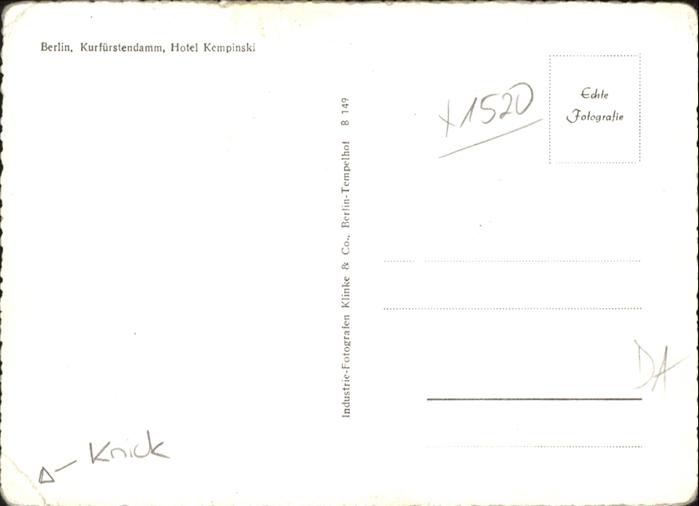 Berlin, Kurfürstendamm, Hotel Kempinski
Industrie-Fotografen Klinke & Co., Berlin-Tempelhof B 149
x1520
Echte
Fotografie
DA
Knick